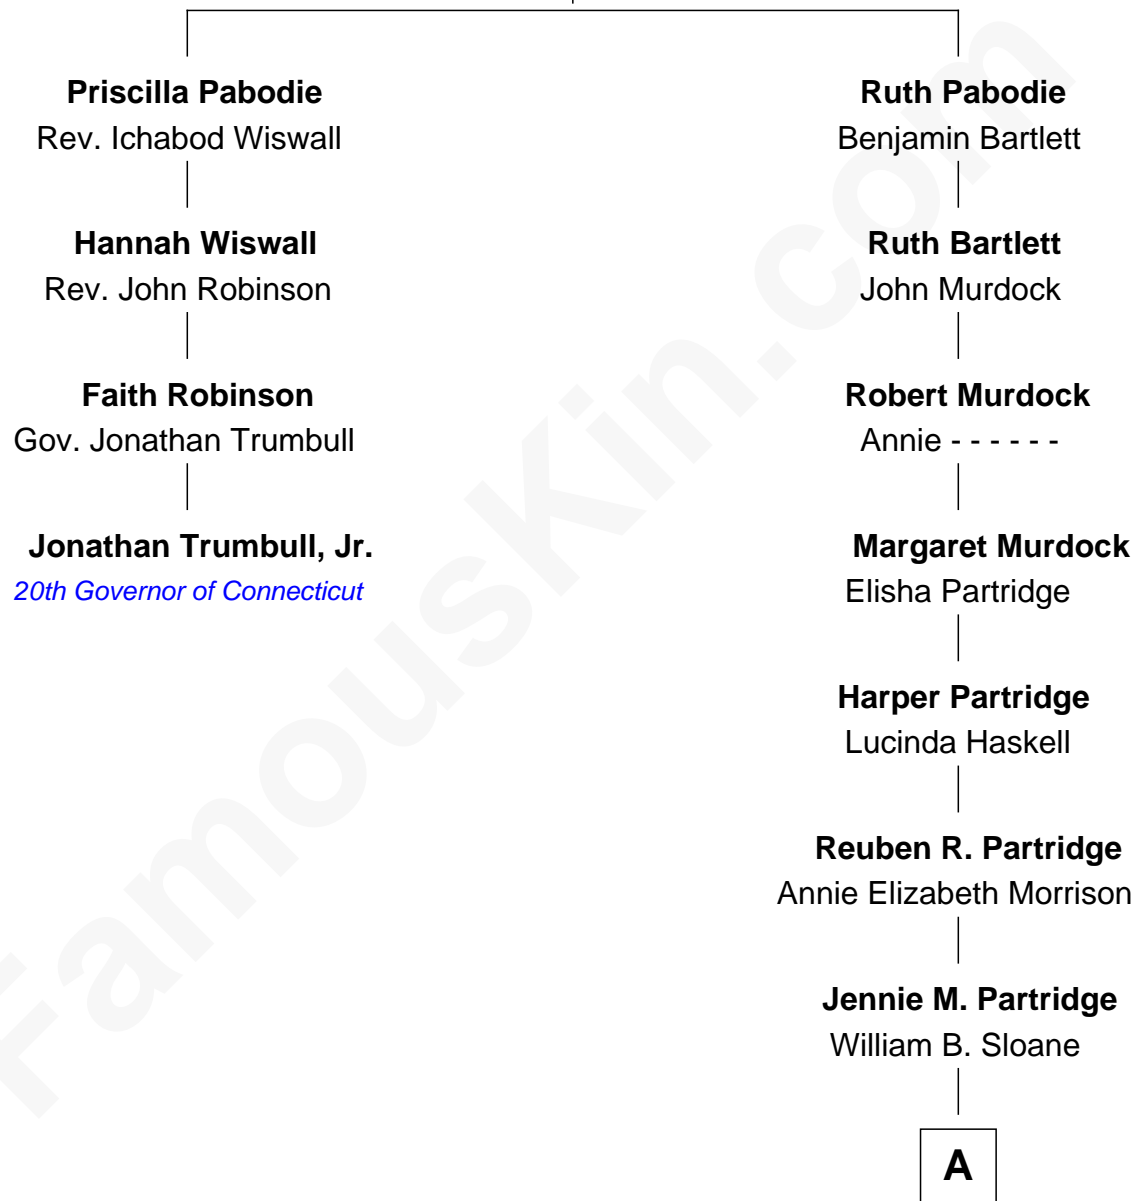 Priscilla Pabodie
Rev. Ichabod Wiswall
Hannah Wiswall
Rev. John Robinson
Faith Robinson
Gov. Jonathan Trumbull
Jonathan Trumbull, Jr.
20th Governor of Connecticut
Ruth Pabodie
Benjamin Bartlett
Ruth Bartlett
John Murdock
Robert Murdock
Annie - - - - - -
Margaret Murdock
Elisha Partridge
Harper Partridge
Lucinda Haskell
Reuben R. Partridge
Annie Elizabeth Morrison
Jennie M. Partridge
William B. Sloane
A
FamousKin.com